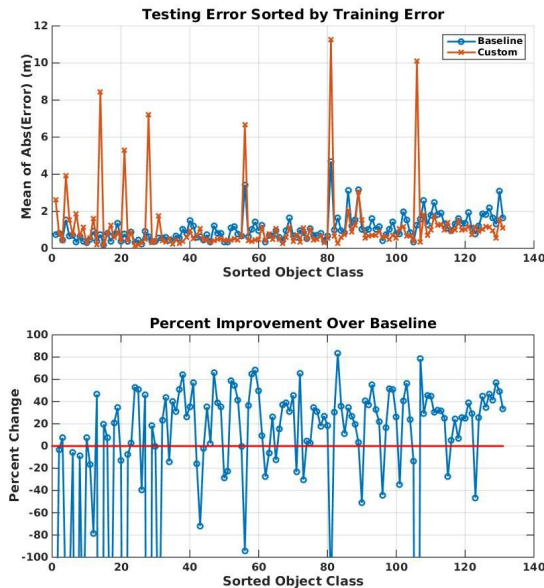 Testing Error Sorted by Training Error
12
10
8
6
4
2
0
Mean of Abs(Error) (m)
Baseline
Custom
0 20 40 60 80 100 120 140
Sorted Object Class
Percent Improvement Over Baseline
100
80
60
40
20
0
-20
-40
-60
-80
-100
Percent Change
0 20 40 60 80 100 120 140
Sorted Object Class